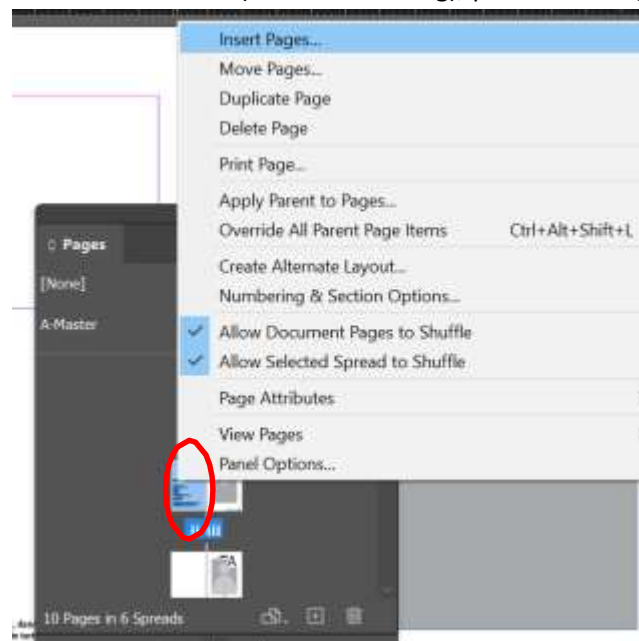 Insert Pages...
Move Pages...
Duplicate Page
Delete Page
Print Page...
Apply Parent to Pages...
Override All Parent Page Items Ctrl+Alt+Shift+L
Pages
[None]
Create Alternate Layout...
Numbering & Section Options...
A-Master
Allow Document Pages to Shuffle
Allow Selected Spread to Shuffle
Page Attributes
View Pages
Panel Options...
A
10 Pages in 6 Spreads